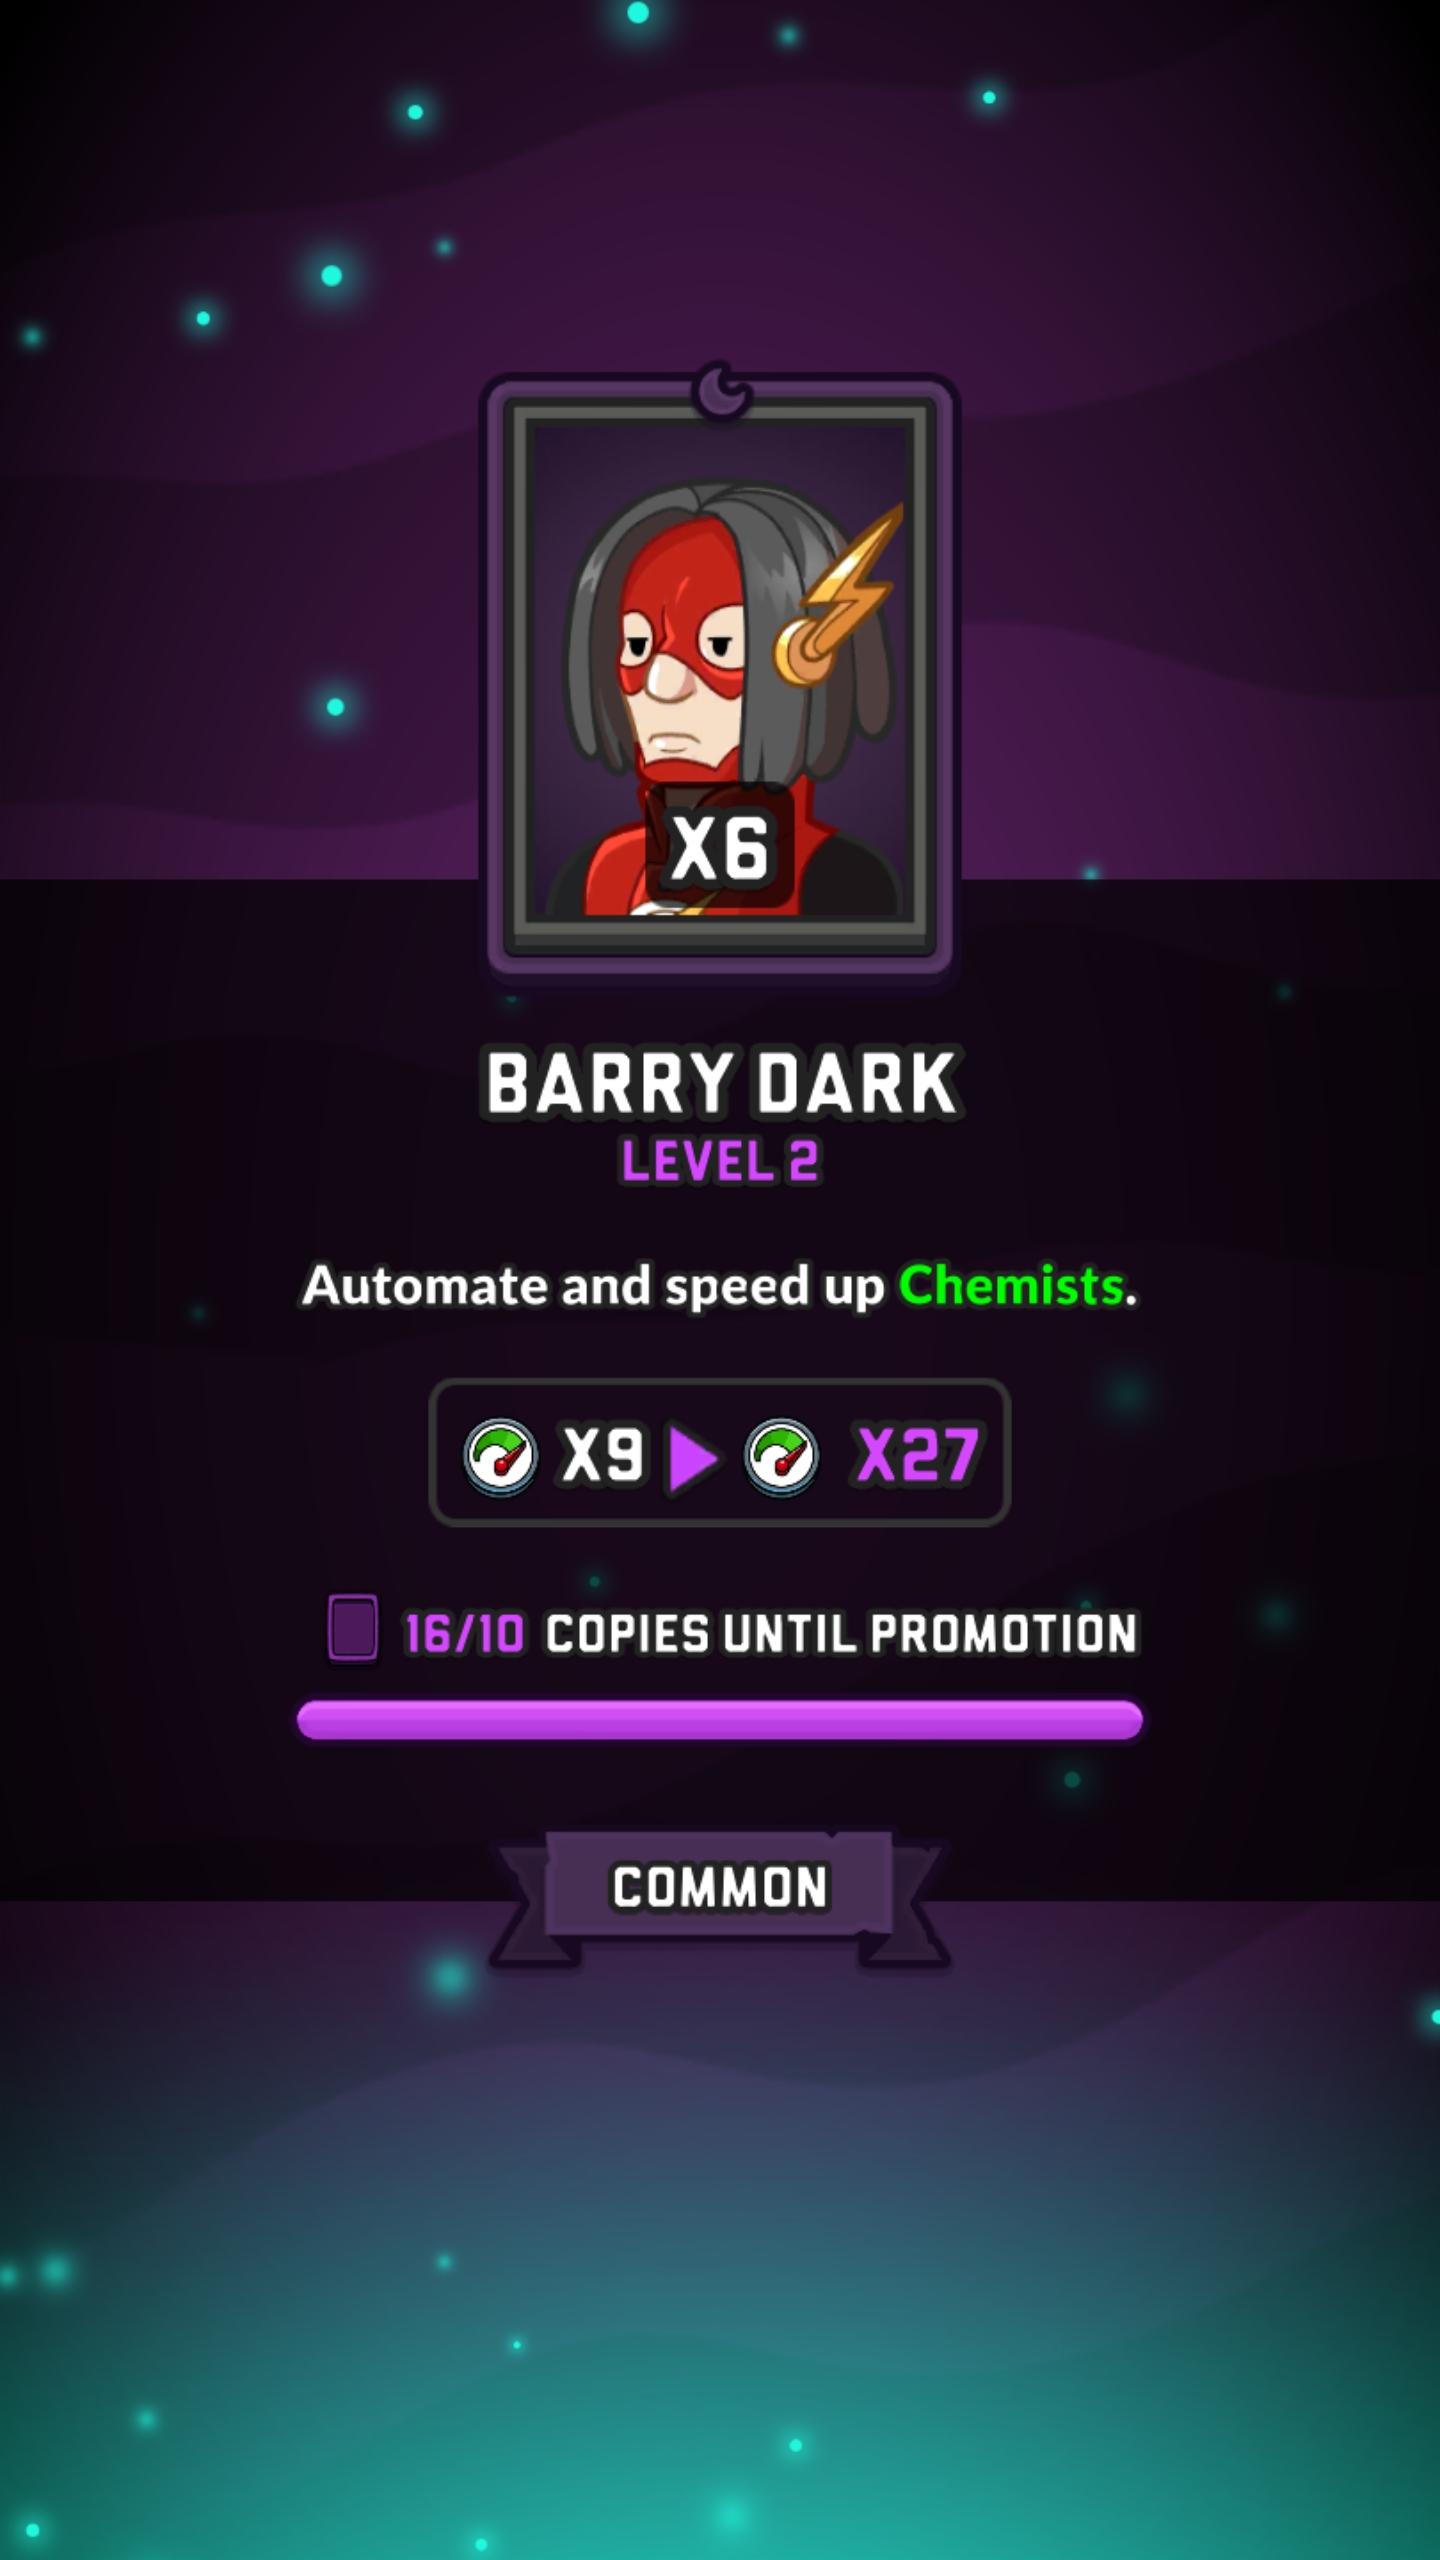 X6
BARRY DARK
LEVEL 2
Automate and speed up Chemists.
X9 X27
16/10 COPIES UNTIL PROMOTION
COMMON